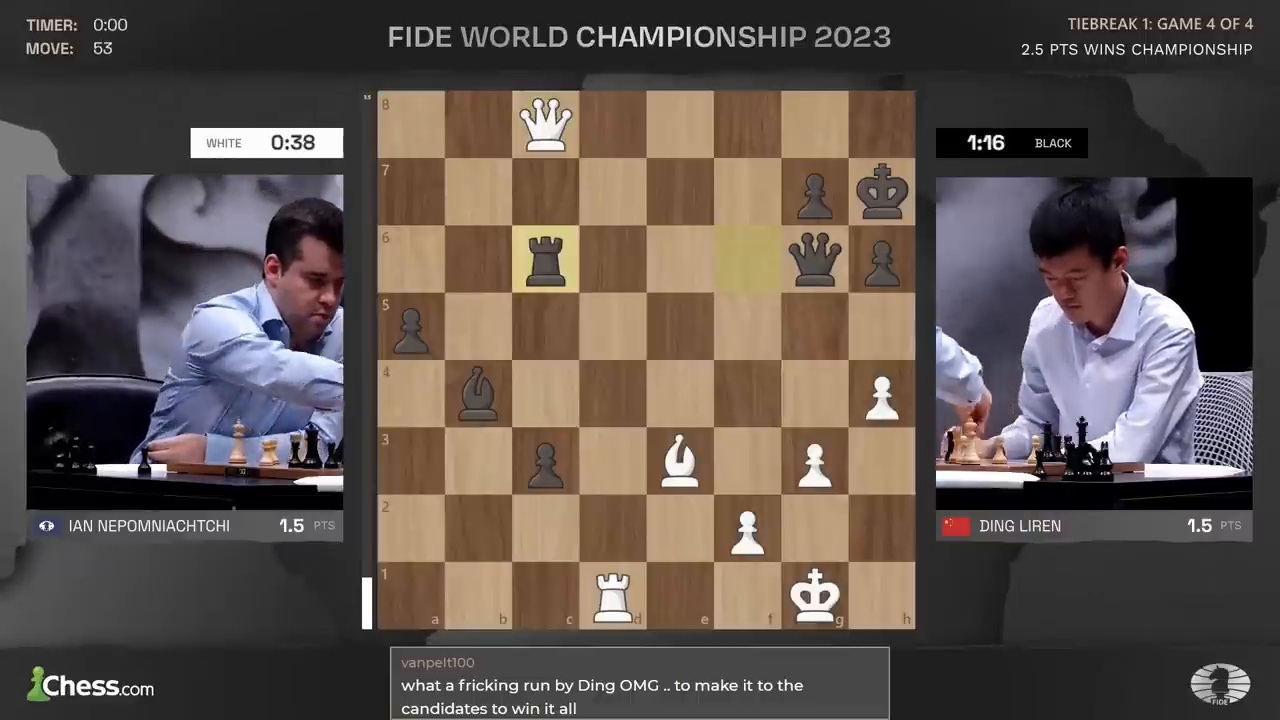 TIMER: 0:00
MOVE: 53
FIDE WORLD CHAMPIONSHIP 2023
TIEBREAK 1: GAME 4 OF 4
2.5 PTS WINS CHAMPIONSHIP
WHITE 0:38
1:16 BLACK
8
7
6
5
4
3
2
1
a b c d e f g h
IAN NEPOMNIACHTCHI 1.5 PTS
DING LIREN 1.5 PTS
vanpelt100
what a fricking run by Ding OMG .. to make it to the
candidates to win it all
Chess.com
FIDE